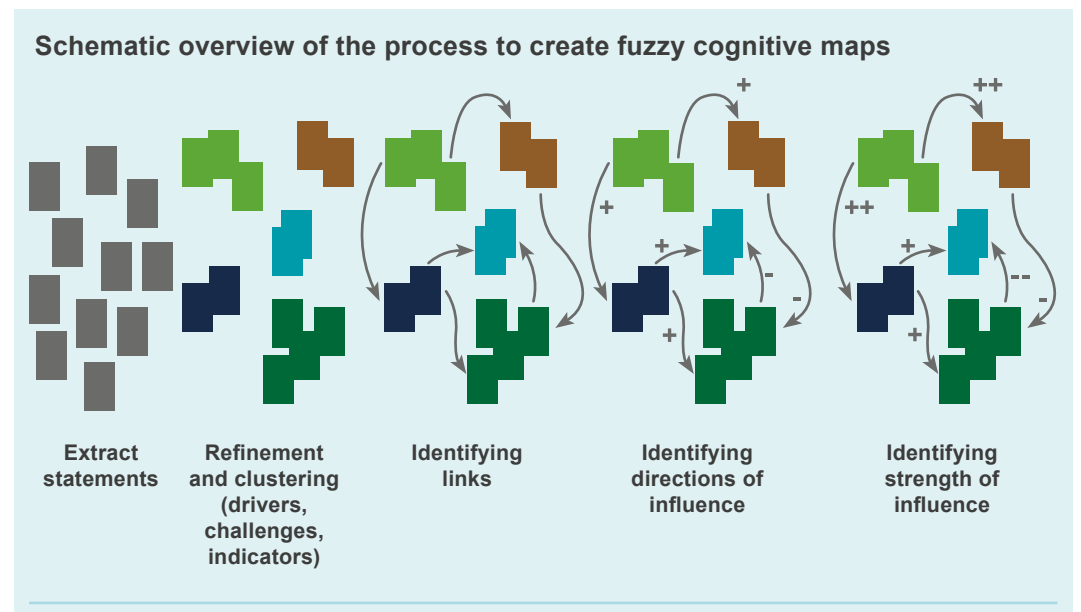 Schematic overview of the process to create fuzzy cognitive maps
+
++
+
++
+
+
-
--
-
-
+
+
Extract
statements
Refinement
and clustering
(drivers,
challenges,
indicators)
Identifying
links
Identifying
directions of
influence
Identifying
strength of
influence